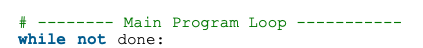 # -------- Main Program Loop -----------
while not done: